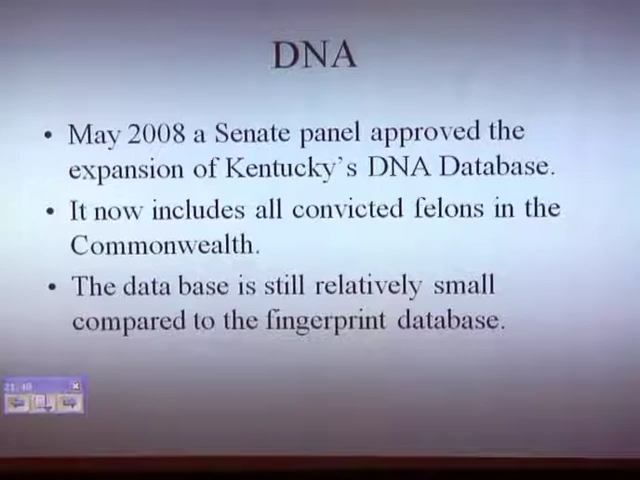 DNA
• May 2008 a Senate panel approved the
expansion of Kentucky's DNA Database.
• It now includes all convicted felons in the
Commonwealth.
• The data base is still relatively small
compared to the fingerprint database.